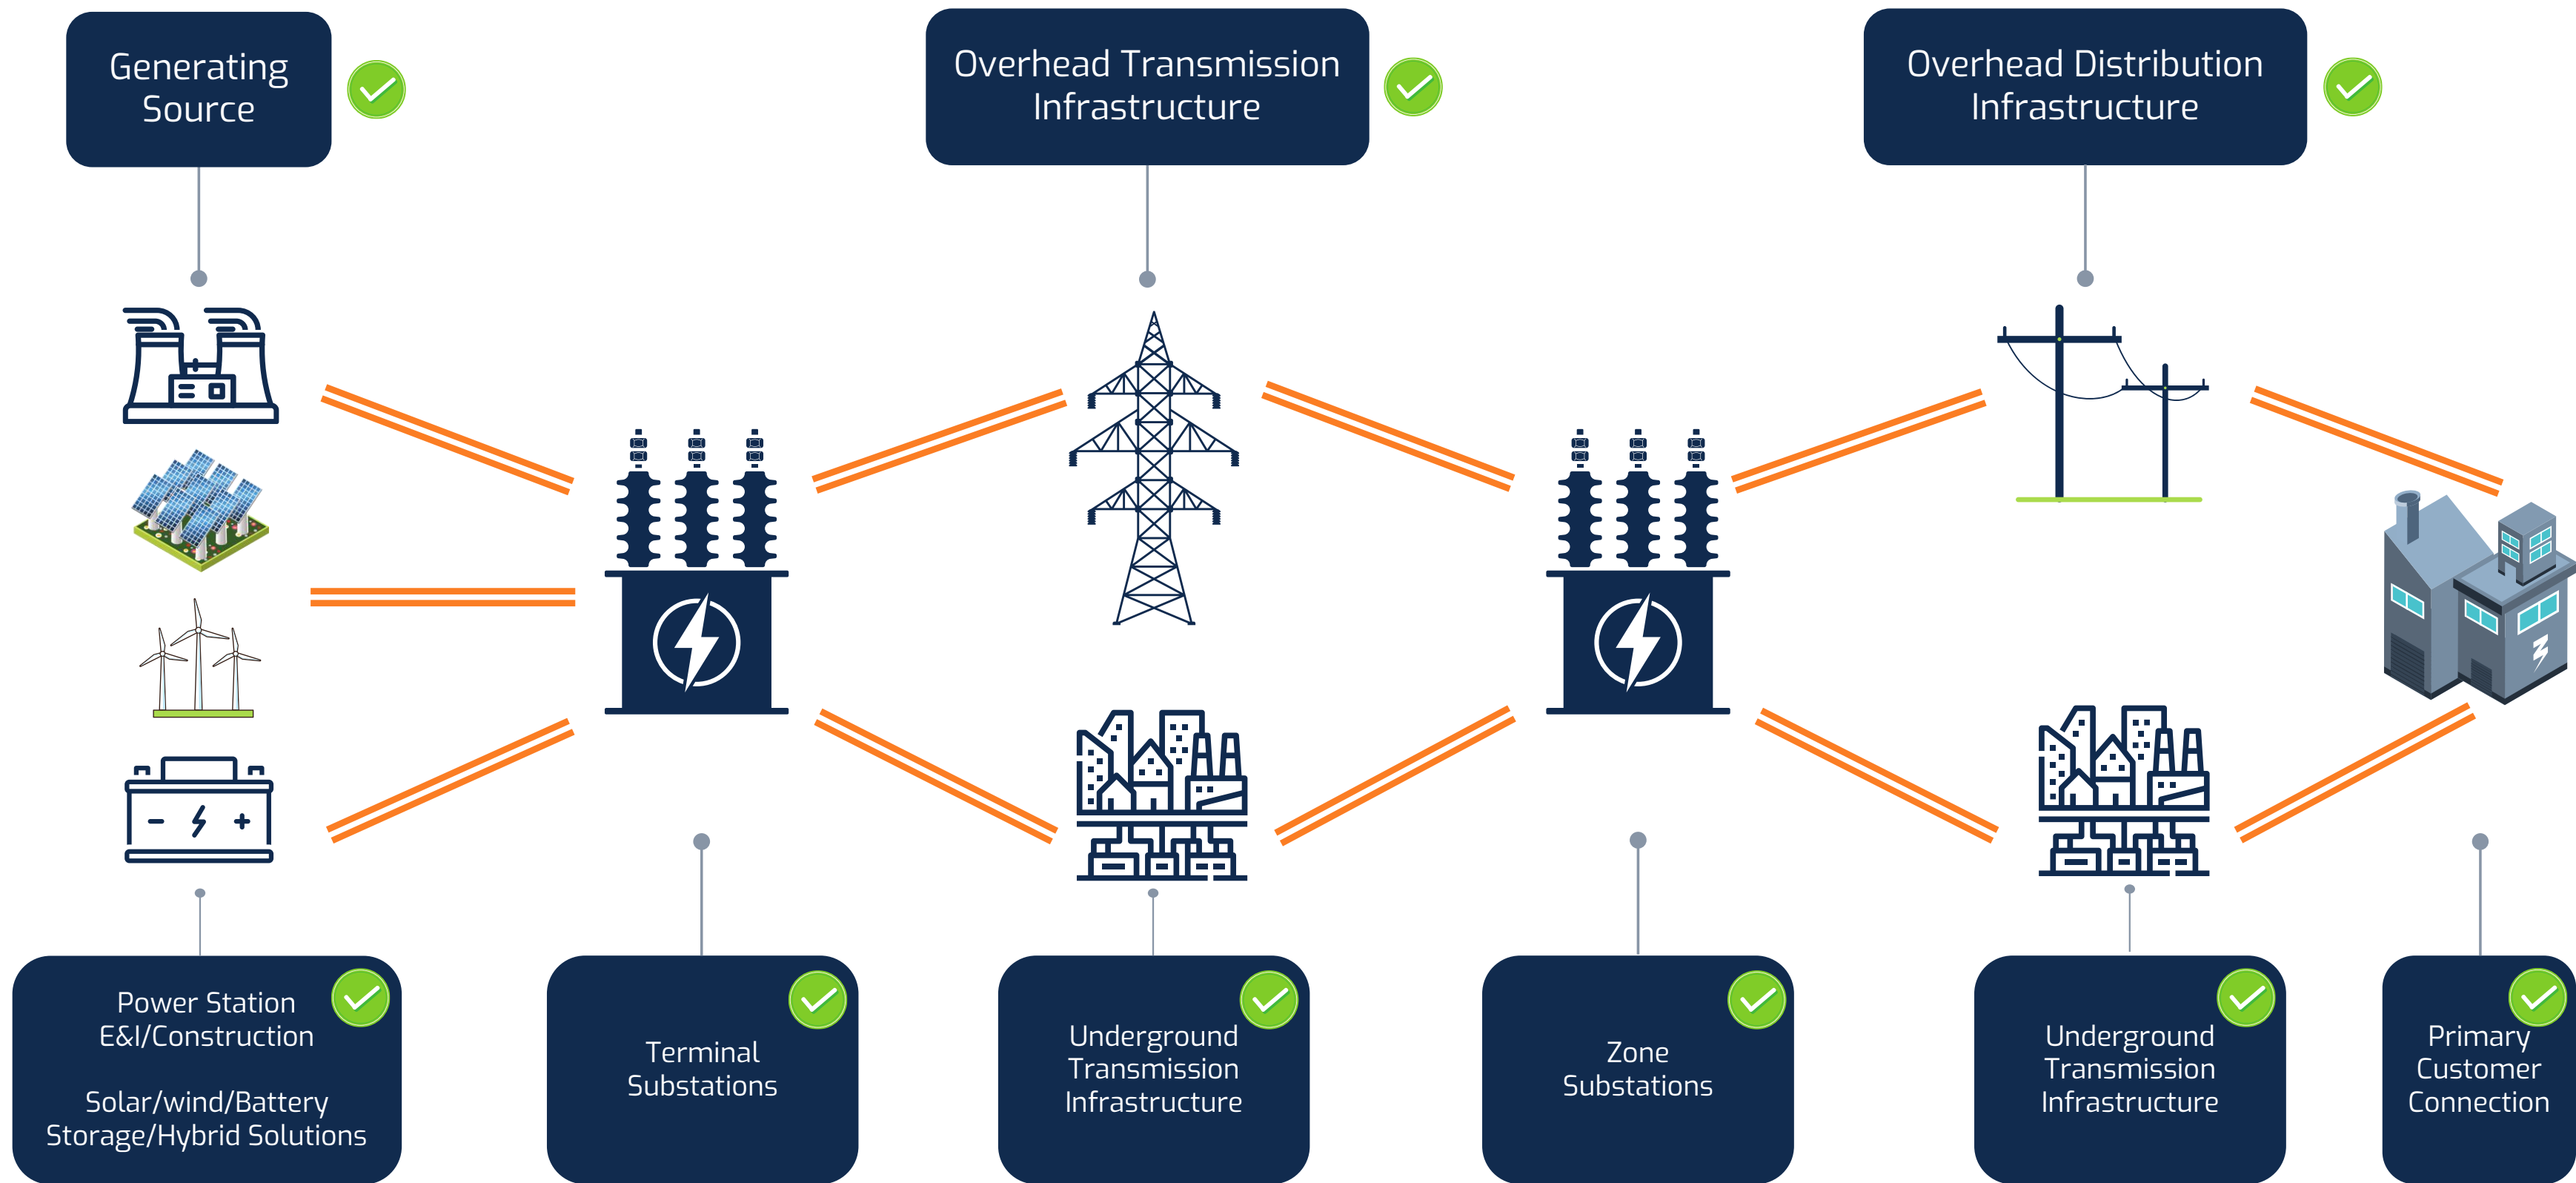 Generating
Source
Overhead Transmission
Infrastructure
Overhead Distribution
Infrastructure
Power Station
E&I/Construction
Solar/wind/Battery
Storage/Hybrid Solutions
Terminal
Substations
Underground
Transmission
Infrastructure
Zone
Substations
Underground
Transmission
Infrastructure
Primary
Customer
Connection